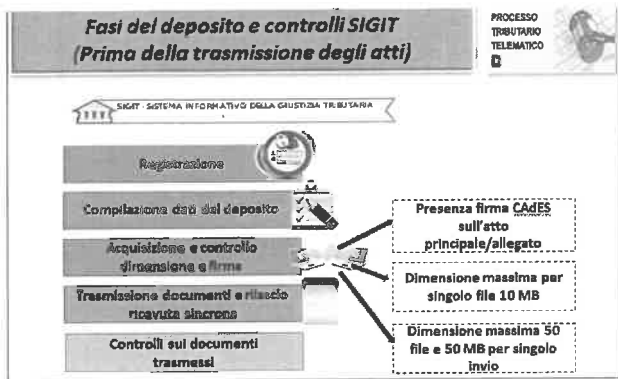 Fasi del deposito e controlli SIGIT
(Prima della trasmissione degli atti)
PROCESSO
TRIBUTARIO
TELEMATICO
SIGIT - SISTEMA INFORMATIVO DELLA GIUSTIZIA TRIBUTARIA
Registrazione
Compilazione dati del deposito
Acquisizione e controllo
dimensione e firma
Trasmissione documenti e rilascio
ricevuta sincrona
Controlli sui documenti
trasmessi
Presenza firma CAdES
sull'atto
principale/allegato
Dimensione massima per
singolo file 10 MB
Dimensione massima 50
file e 50 MB per singolo
invio